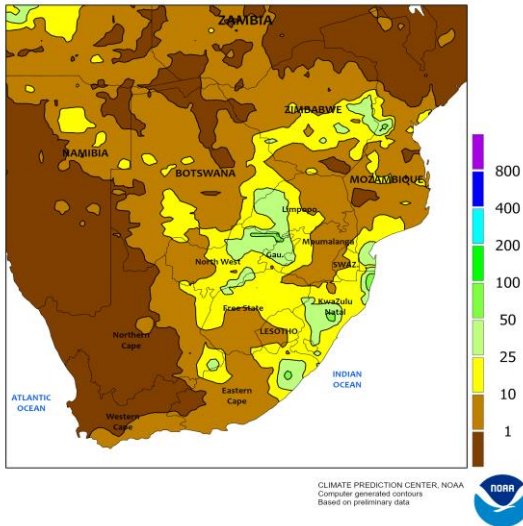 ZAMBIA
ZIMBABWE
NAMIBIA
BOTSWANA
MOZAMBIQUE
Limpopo
Mpumalanga
North West
Gau.
SWAZ.
Free State
KwaZulu
Natal
LESOTHO
Northern
Cape
Eastern
Cape
Western
Cape
ATLANTIC
OCEAN
INDIAN
OCEAN
800
400
200
100
50
25
10
1
CLIMATE PREDICTION CENTER, NOAA
Computer generated contours
Based on preliminary data
NOAA